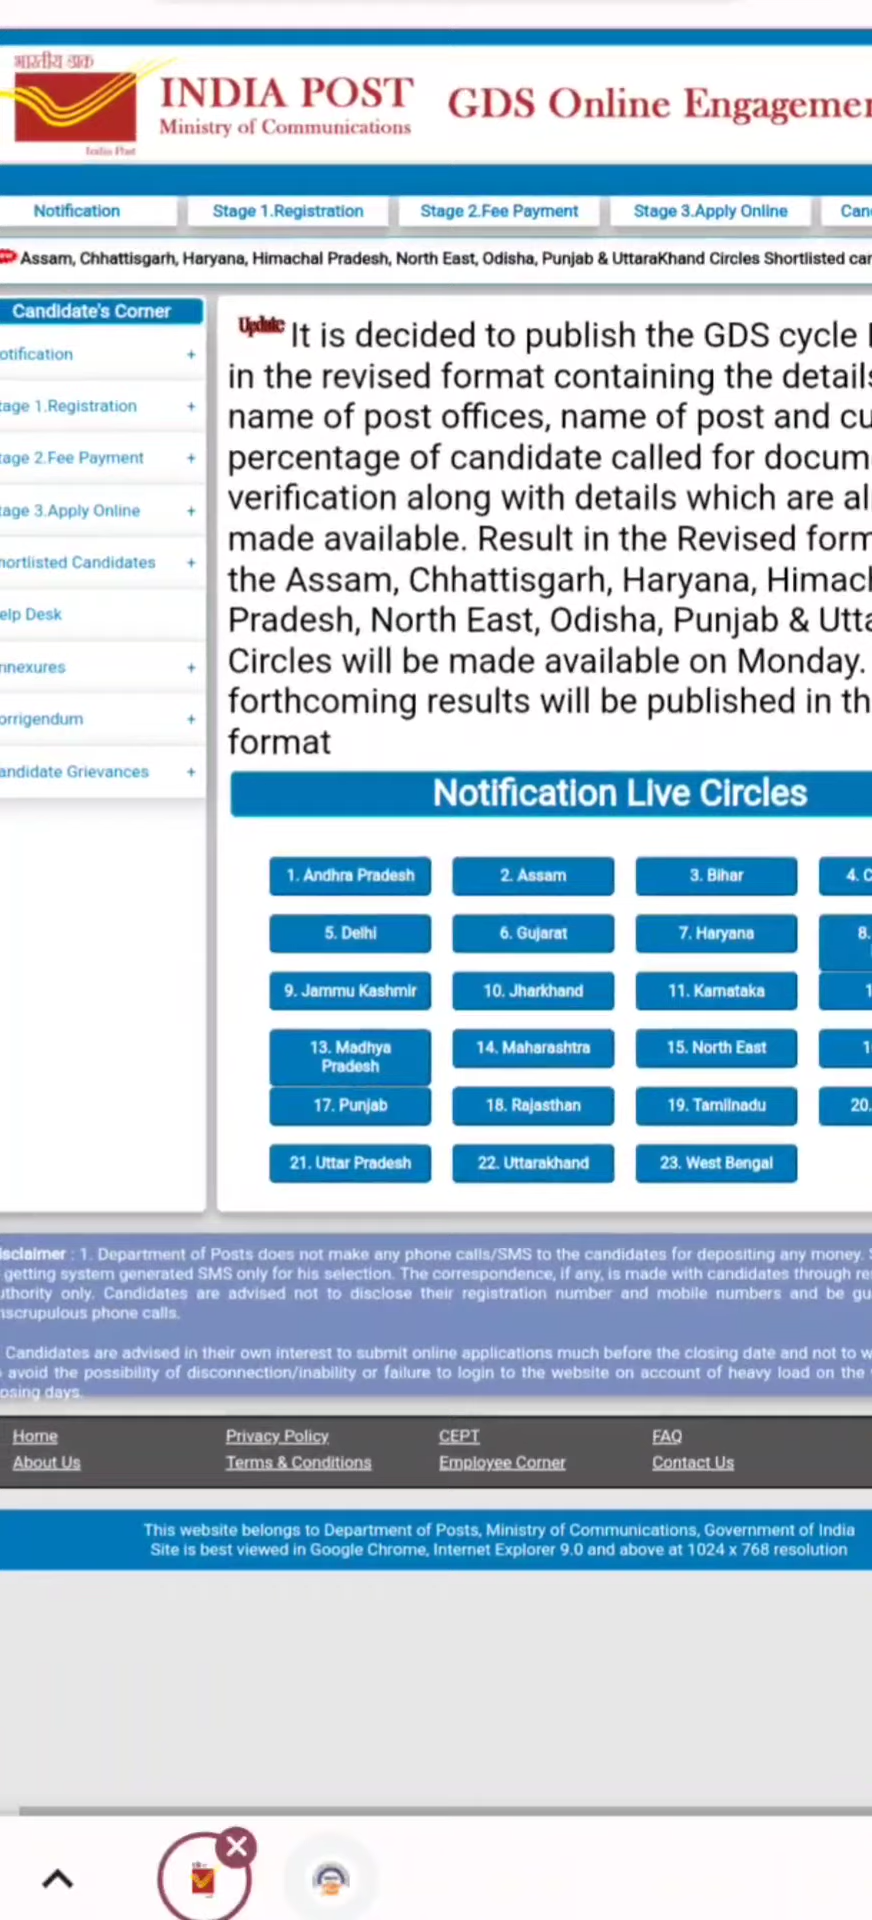 भारतीय डाक
INDIA POST
Ministry of Communications
India Post
GDS Online Engagemen
Notification
Stage 1.Registration
Stage 2.Fee Payment
Stage 3.Apply Online
Can
Assam, Chhattisgarh, Haryana, Himachal Pradesh, North East, Odisha, Punjab & UttaraKhand Circles Shortlisted can
Candidate's Corner
otification +
tage 1.Registration +
tage 2.Fee Payment +
tage 3.Apply Online +
hortlisted Candidates +
elp Desk
nnexures +
orrigendum +
andidate Grievances +
Update It is decided to publish the GDS cycle
in the revised format containing the details
name of post offices, name of post and cu
percentage of candidate called for docum
verification along with details which are al
made available. Result in the Revised form
the Assam, Chhattisgarh, Haryana, Himach
Pradesh, North East, Odisha, Punjab & Utta
Circles will be made available on Monday.
forthcoming results will be published in th
format
Notification Live Circles
1. Andhra Pradesh
2. Assam
3. Bihar
4. C
5. Delhi
6. Gujarat
7. Haryana
8.
9. Jammu Kashmir
10. Jharkhand
11. Karnataka
1
13. Madhya
Pradesh
14. Maharashtra
15. North East
1
17. Punjab
18. Rajasthan
19. Tamilnadu
20.
21. Uttar Pradesh
22. Uttarakhand
23. West Bengal
isclaimer : 1. Department of Posts does not make any phone calls/SMS to the candidates for depositing any money.
getting system generated SMS only for his selection. The correspondence, if any, is made with candidates through re
uthority only. Candidates are advised not to disclose their registration number and mobile numbers and be gu
nscrupulous phone calls.
Candidates are advised in their own interest to submit online applications much before the closing date and not to w
avoid the possibility of disconnection/inability or failure to login to the website on account of heavy load on the
osing days.
Home
Privacy Policy
CEPT
FAQ
About Us
Terms & Conditions
Employee Corner
Contact Us
This website belongs to Department of Posts, Ministry of Communications, Government of India
Site is best viewed in Google Chrome, Internet Explorer 9.0 and above at 1024 x 768 resolution